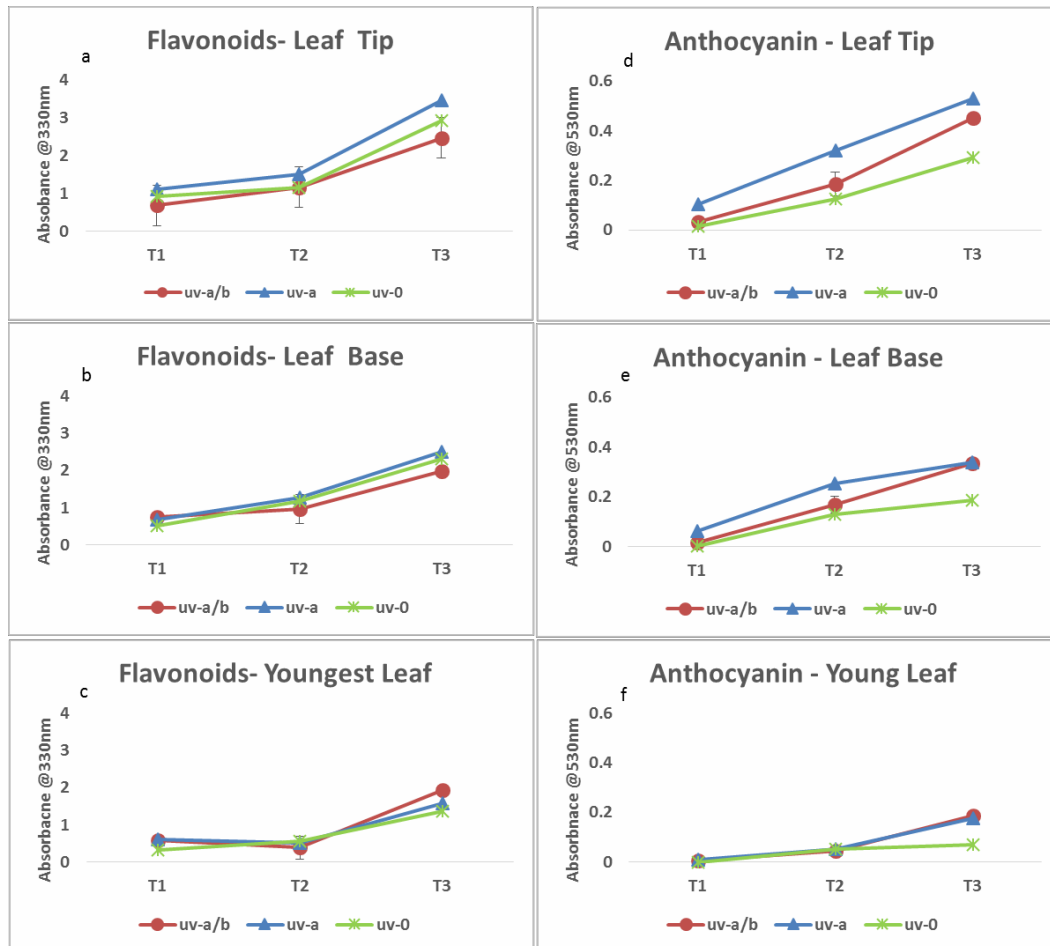 a
Flavonoids- Leaf Tip
Absobance @330nm
4
3
2
1
0
T1 T2 T3
uv-a/b uv-a uv-0
d
Anthocyanin - Leaf Tip
Absorbance @530nm
0.6
0.4
0.2
0
T1 T2 T3
uv-a/b uv-a uv-0
b
Flavonoids- Leaf Base
Absorbance @330nm
4
3
2
1
0
T1 T2 T3
uv-a/b uv-a uv-0
e
Anthocyanin - Leaf Base
Absorbance @530nm
0.6
0.4
0.2
0
T1 T2 T3
uv-a/b uv-a uv-0
c
Flavonoids- Youngest Leaf
Absorbacne @330nm
4
3
2
1
0
T1 T2 T3
uv-a/b uv-a uv-0
f
Anthocyanin - Young Leaf
Absorbnace @530nm
0.6
0.4
0.2
0
T1 T2 T3
uv-a/b uv-a uv-0